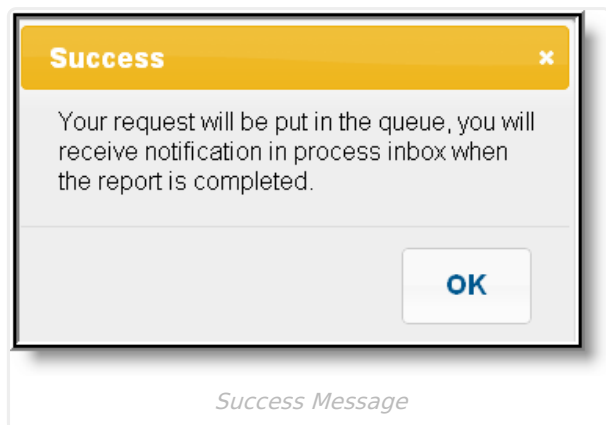 Success ×
Your request will be put in the queue, you will
receive notification in process inbox when
the report is completed.
OK
Success Message